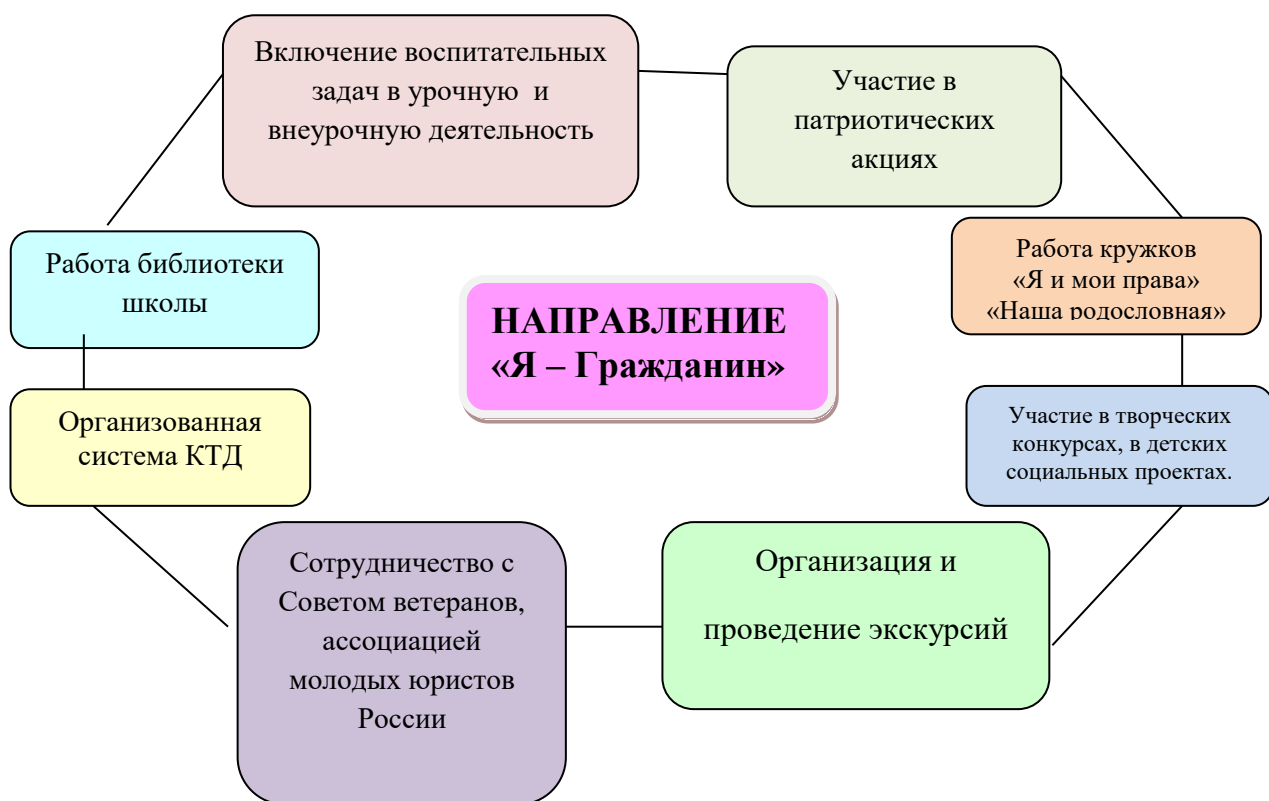 Включение воспитательных
задач в урочную и
внеурочную деятельность
Участие в
патриотических
акциях
Работа библиотеки
школы
Работа кружков
«Я и мои права»
«Наша родословная»
НАПРАВЛЕНИЕ
«Я – Гражданин»
Организованная
система КТД
Участие в творческих
конкурсах, в детских
социальных проектах.
Сотрудничество с
Советом ветеранов,
ассоциацией
молодых юристов
России
Организация и
проведение экскурсий